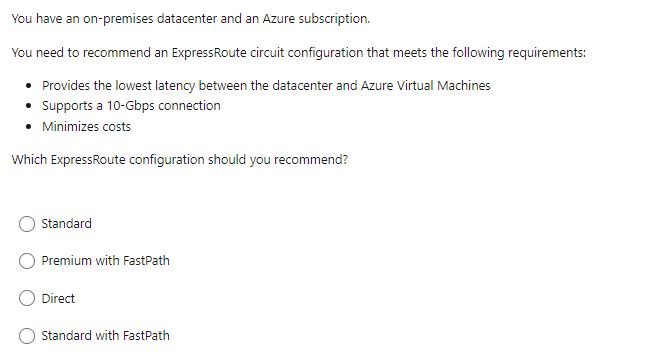 You have an on-premises datacenter and an Azure subscription.
You need to recommend an ExpressRoute circuit configuration that meets the following requirements:
• Provides the lowest latency between the datacenter and Azure Virtual Machines
• Supports a 10-Gbps connection
• Minimizes costs
Which ExpressRoute configuration should you recommend?
Standard
Premium with FastPath
Direct
Standard with FastPath